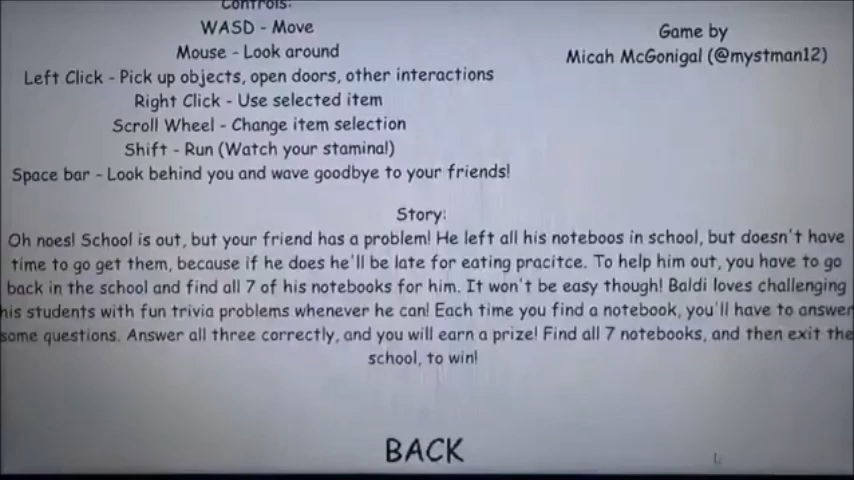 Controls:
WASD - Move
Mouse - Look around
Left Click - Pick up objects, open doors, other interactions
Right Click - Use selected item
Scroll Wheel - Change item selection
Shift - Run (Watch your stamina!)
Space bar - Look behind you and wave goodbye to your friends!
Game by
Micah McGonigal (@mystman12)
Story:
Oh noes! School is out, but your friend has a problem! He left all his noteboos in school, but doesn't have
time to go get them, because if he does he'll be late for eating pracitce. To help him out, you have to go
back in the school and find all 7 of his notebooks for him. It won't be easy though! Baldi loves challenging
his students with fun trivia problems whenever he can! Each time you find a notebook, you'll have to answer
some questions. Answer all three correctly, and you will earn a prize! Find all 7 notebooks, and then exit the
school, to win!
BACK